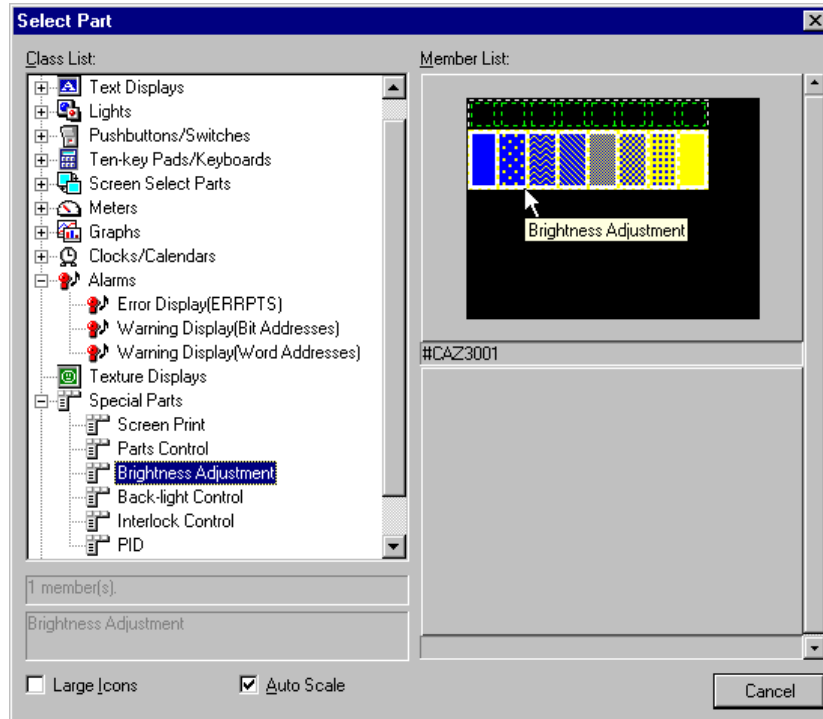 Select Part
Class List:
Text Displays
Lights
Pushbuttons/Switches
Ten-key Pads/Keyboards
Screen Select Parts
Meters
Graphs
Clocks/Calendars
Alarms
Error Display(ERRPTS)
Warning Display(Bit Addresses)
Warning Display(Word Addresses)
Texture Displays
Special Parts
Screen Print
Parts Control
Brightness Adjustment
Back-light Control
Interlock Control
PID
1 member(s).
Brightness Adjustment
Large Icons
Auto Scale
Member List:
Brightness Adjustment
#CAZ3001
Cancel